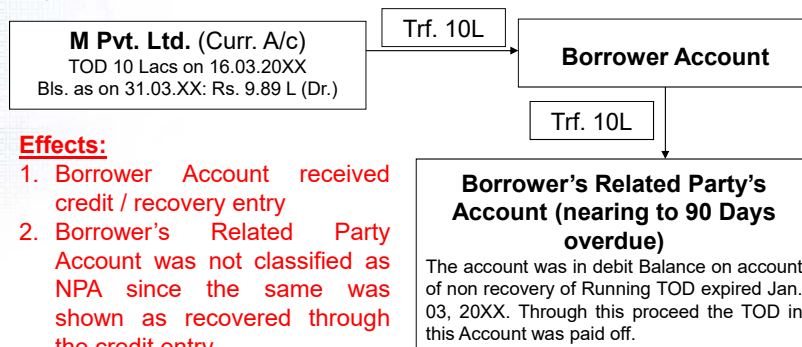 M Pvt. Ltd. (Curr. A/c)
TOD 10 Lacs on 16.03.20XX
Bls. as on 31.03.XX: Rs. 9.89 L (Dr.)
Trf. 10L
Borrower Account
Trf. 10L
Effects:
1. Borrower Account received
credit / recovery entry
2. Borrower's Related Party
Account was not classified as
NPA since the same was
shown as recovered through
the credit entry
Borrower's Related Party's
Account (nearing to 90 Days
overdue)
The account was in debit Balance on account
of non recovery of Running TOD expired Jan.
03, 20XX. Through this proceed the TOD in
this Account was paid off.